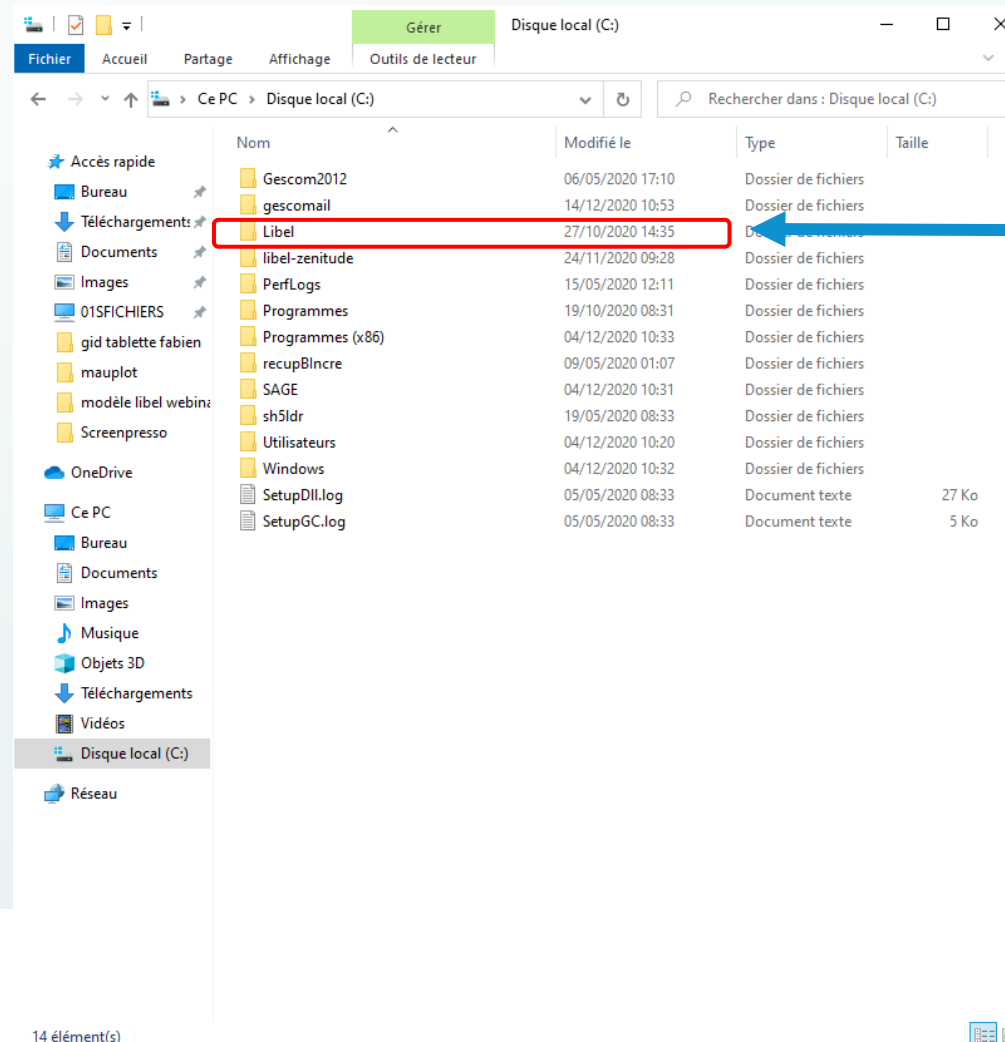 Gérer Disque local (C:)
Fichier Accueil Partage Affichage Outils de lecteur
Ce PC Disque local (C:) Rechercher dans : Disque local (C:)
Nom Modifié le Type Taille
Accès rapide
Bureau
Téléchargements
Documents
Images
01SFICHIERS
gid tablette fabien
mauplot
modèle libel webina
Screenpresso
OneDrive
Ce PC
Bureau
Documents
Images
Musique
Objets 3D
Téléchargements
Vidéos
Disque local (C:)
Réseau
Gescom2012 06/05/2020 17:10 Dossier de fichiers
gescomail 14/12/2020 10:53 Dossier de fichiers
Libel 27/10/2020 14:35 Dossier de fichiers
libel-zenitude 24/11/2020 09:28 Dossier de fichiers
PerfLogs 15/05/2020 12:11 Dossier de fichiers
Programmes 19/10/2020 08:31 Dossier de fichiers
Programmes (x86) 04/12/2020 10:33 Dossier de fichiers
recupBIncre 09/05/2020 01:07 Dossier de fichiers
SAGE 04/12/2020 10:31 Dossier de fichiers
sh5ldr 19/05/2020 08:33 Dossier de fichiers
Utilisateurs 04/12/2020 10:20 Dossier de fichiers
Windows 04/12/2020 10:32 Dossier de fichiers
SetupDll.log 05/05/2020 08:33 Document texte 27 Ko
SetupGC.log 05/05/2020 08:33 Document texte 5 Ko
14 élément(s)